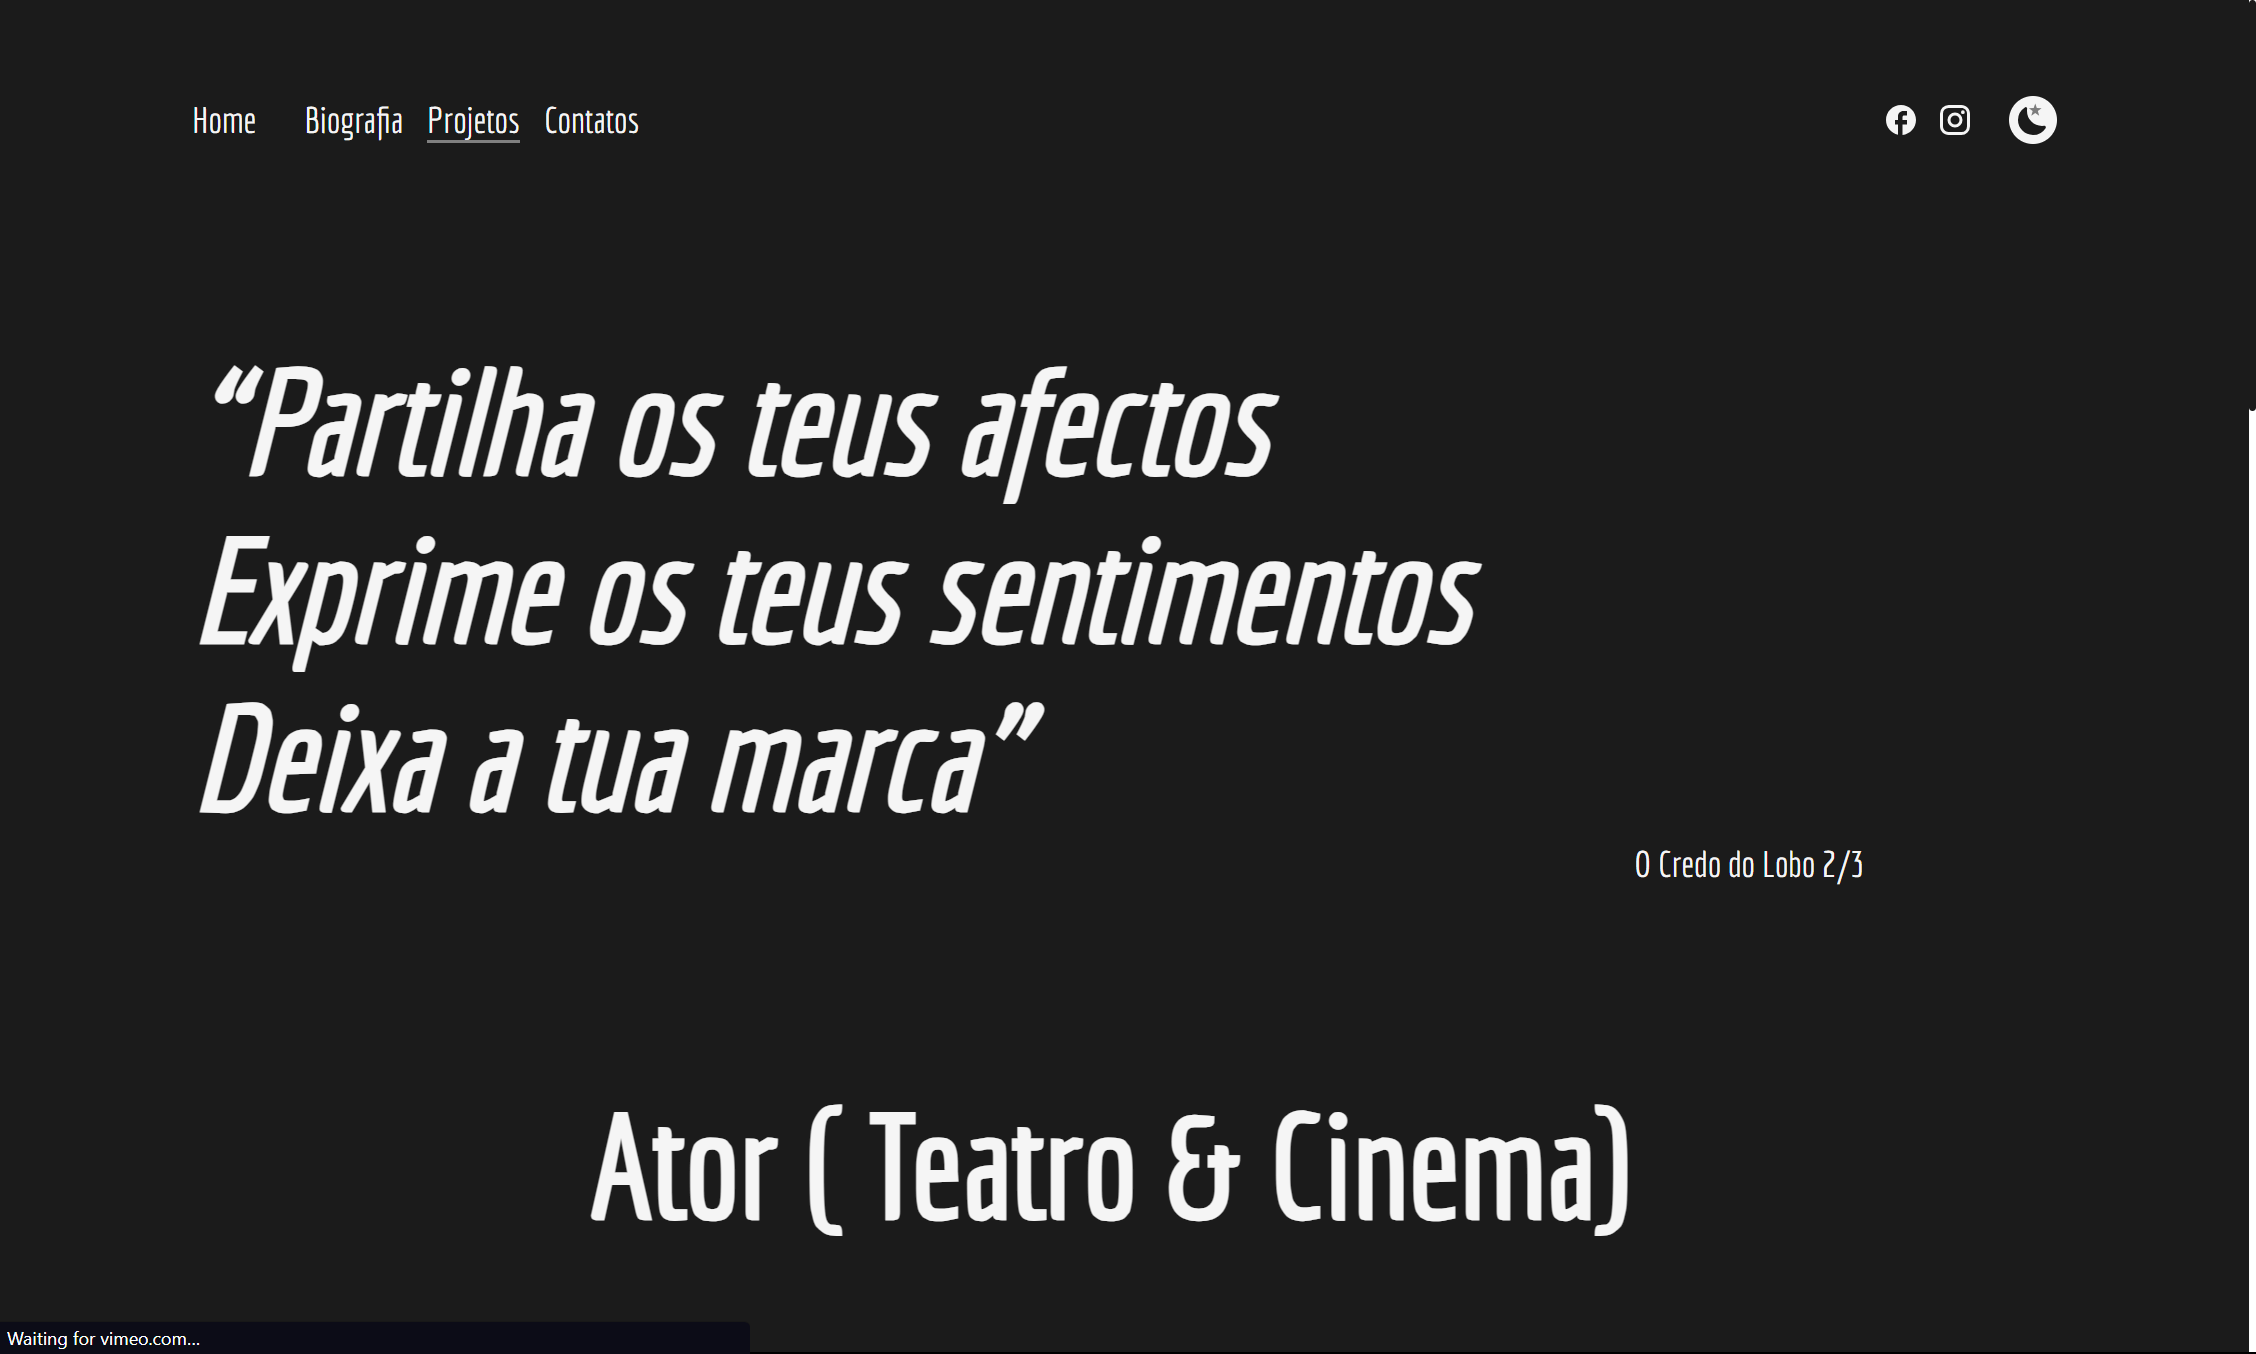 Home Biografia Projetos Contatos
“Partilha os teus afectos
Exprime os teus sentimentos
Deixa a tua marca”
O Credo do Lobo 2/3
Ator ( Teatro & Cinema)
Waiting for vimeo.com...